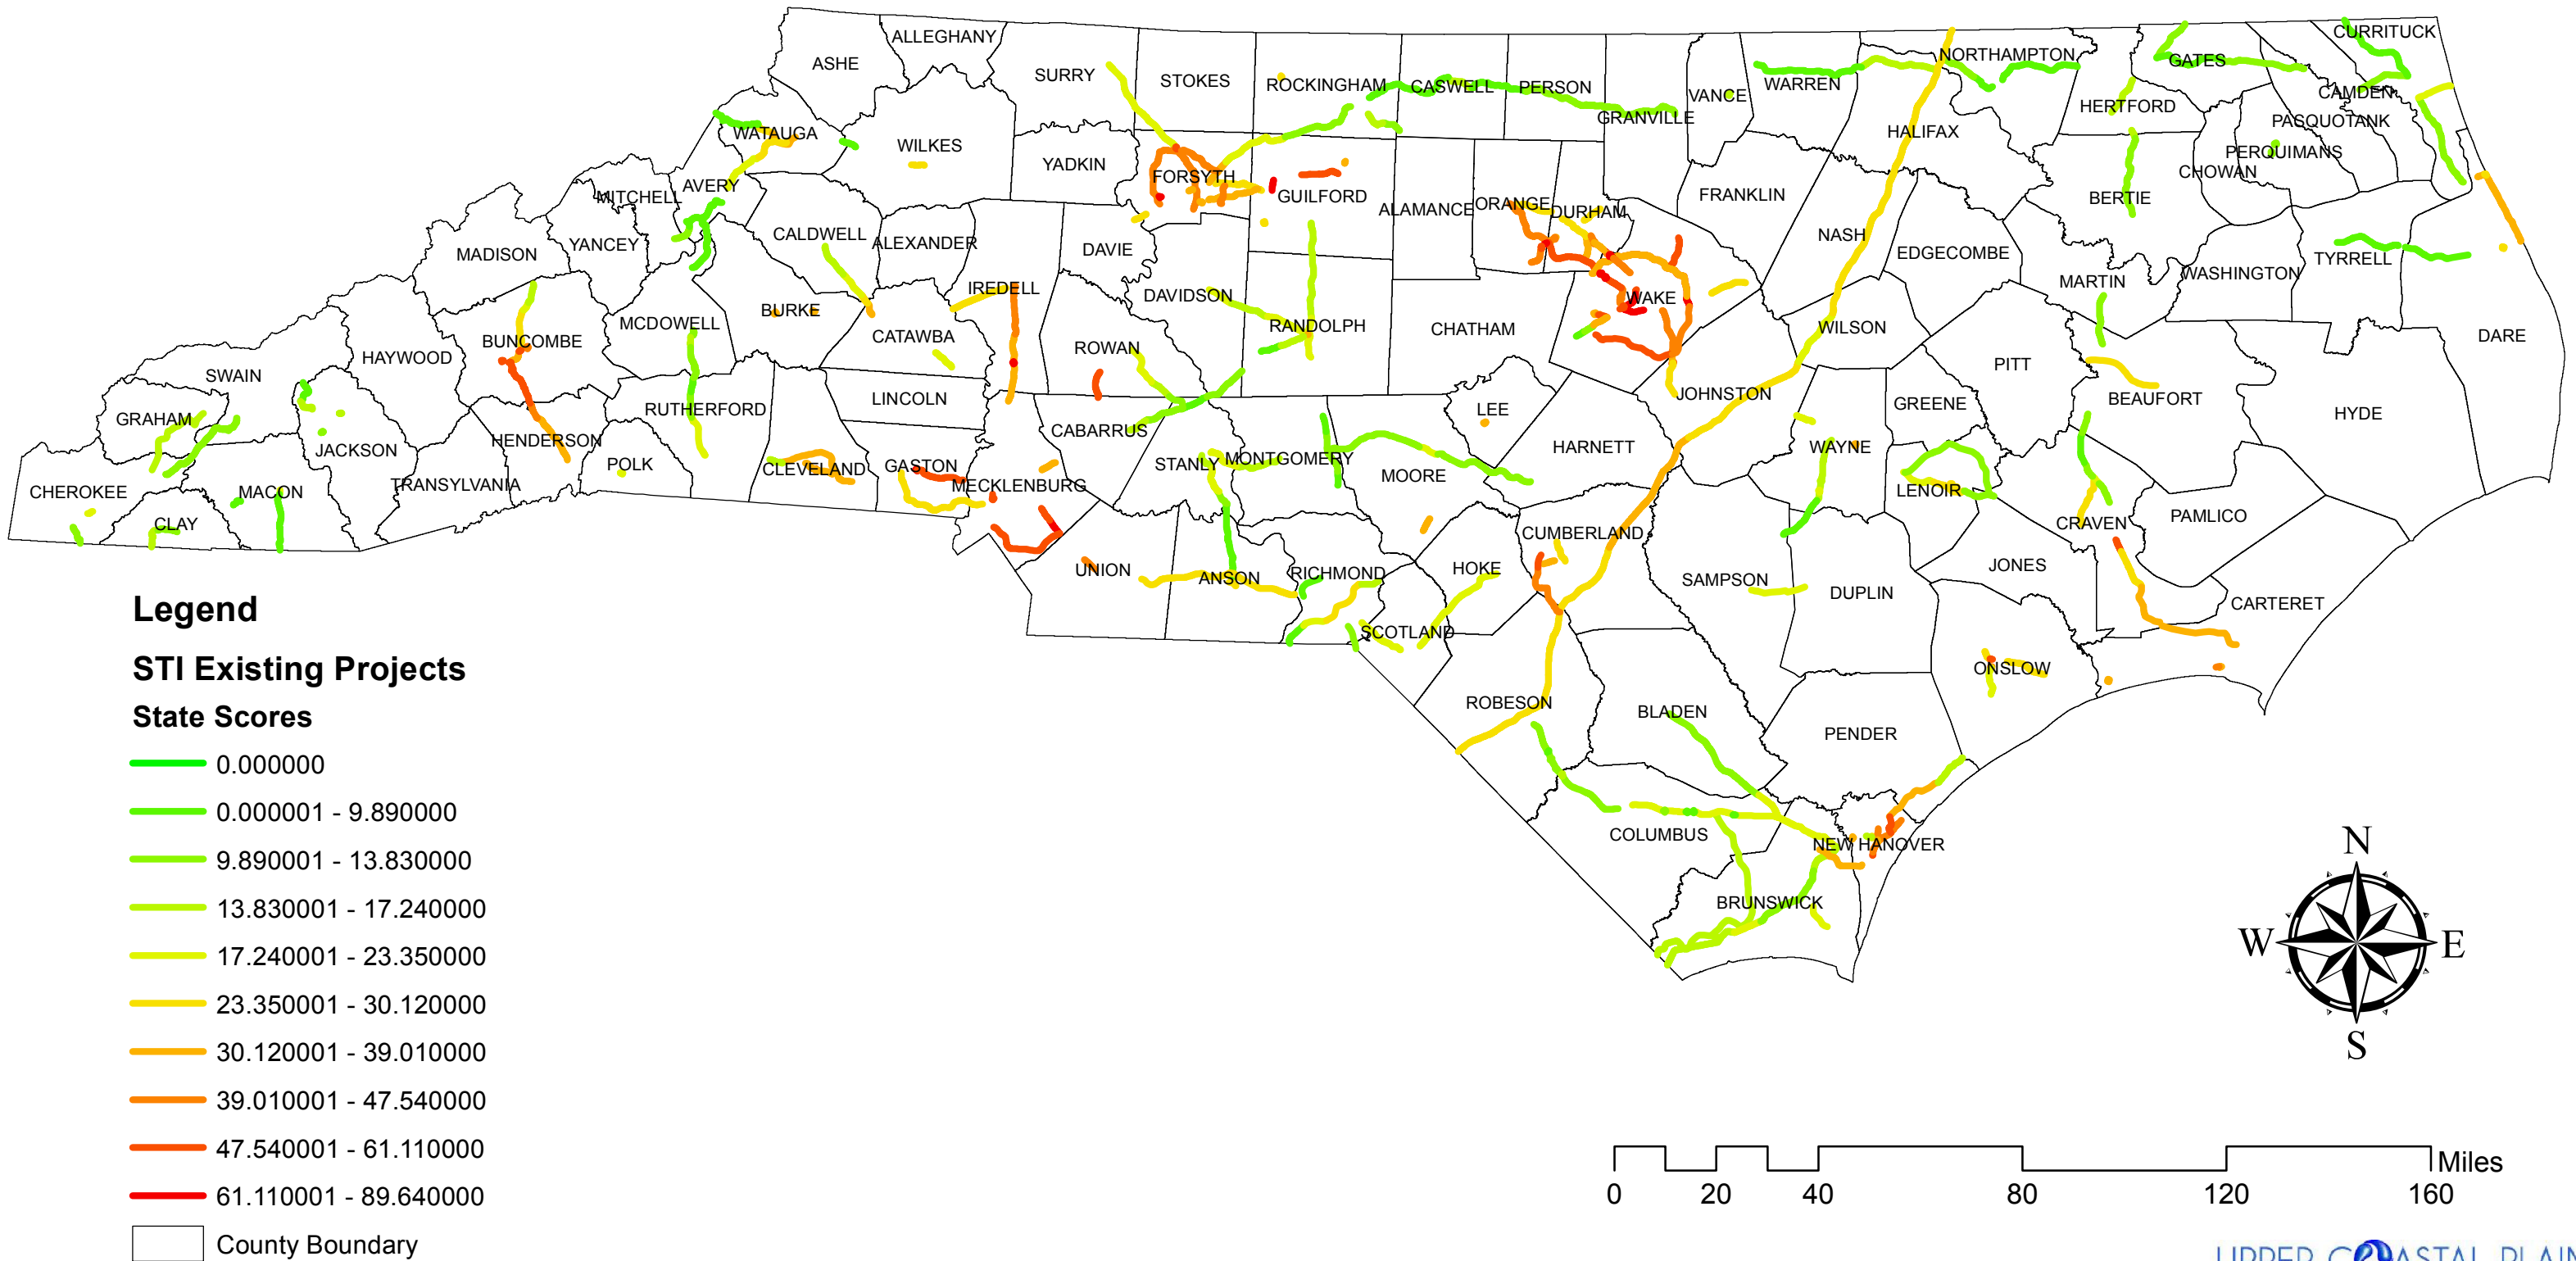 ALLEGHANY
ASHE
SURRY
STOKES
ROCKINGHAM
CASWELL
PERSON
GRANVILLE
VANCE
WARREN
NORTHAMPTON
HERTFORD
GATES
CURRITUCK
CAMDEN
PASQUOTANK
PERQUIMANS
CHOWAN
WATAUGA
WILKES
YADKIN
FORSYTH
GUILFORD
ALAMANCE
ORANGE
DURHAM
FRANKLIN
HALIFAX
BERTIE
MITCHELL
AVERY
MADISON
YANCEY
CALDWELL
ALEXANDER
DAVIE
IREDELL
DAVIDSON
RANDOLPH
CHATHAM
WAKE
NASH
EDGECOMBE
MARTIN
WASHINGTON
TYRRELL
DARE
BUNCOMBE
MCDOWELL
BURKE
CATAWBA
ROWAN
WILSON
PITT
HAYWOOD
SWAIN
GRAHAM
JACKSON
HENDERSON
RUTHERFORD
LINCOLN
CABARRUS
LEE
JOHNSTON
GREENE
BEAUFORT
HYDE
CHEROKEE
MACON
CLAY
TRANSYLVANIA
POLK
CLEVELAND
GASTON
MECKLENBURG
STANLY
MONTGOMERY
MOORE
HARNETT
WAYNE
LENOIR
CRAVEN
PAMLICO
UNION
ANSON
RICHMOND
HOKE
CUMBERLAND
SAMPSON
DUPLIN
JONES
CARTERET
SCOTLAND
ROBESON
BLADEN
PENDER
ONSLOW
COLUMBUS
NEW HANOVER
BRUNSWICK
Legend
STI Existing Projects
State Scores
0.000000
0.000001 - 9.890000
9.890001 - 13.830000
13.830001 - 17.240000
17.240001 - 23.350000
23.350001 - 30.120000
30.120001 - 39.010000
39.010001 - 47.540000
47.540001 - 61.110000
61.110001 - 89.640000
County Boundary
N
W
E
S
Miles
0 20 40 80 120 160
UPPER COASTAL PLAIN